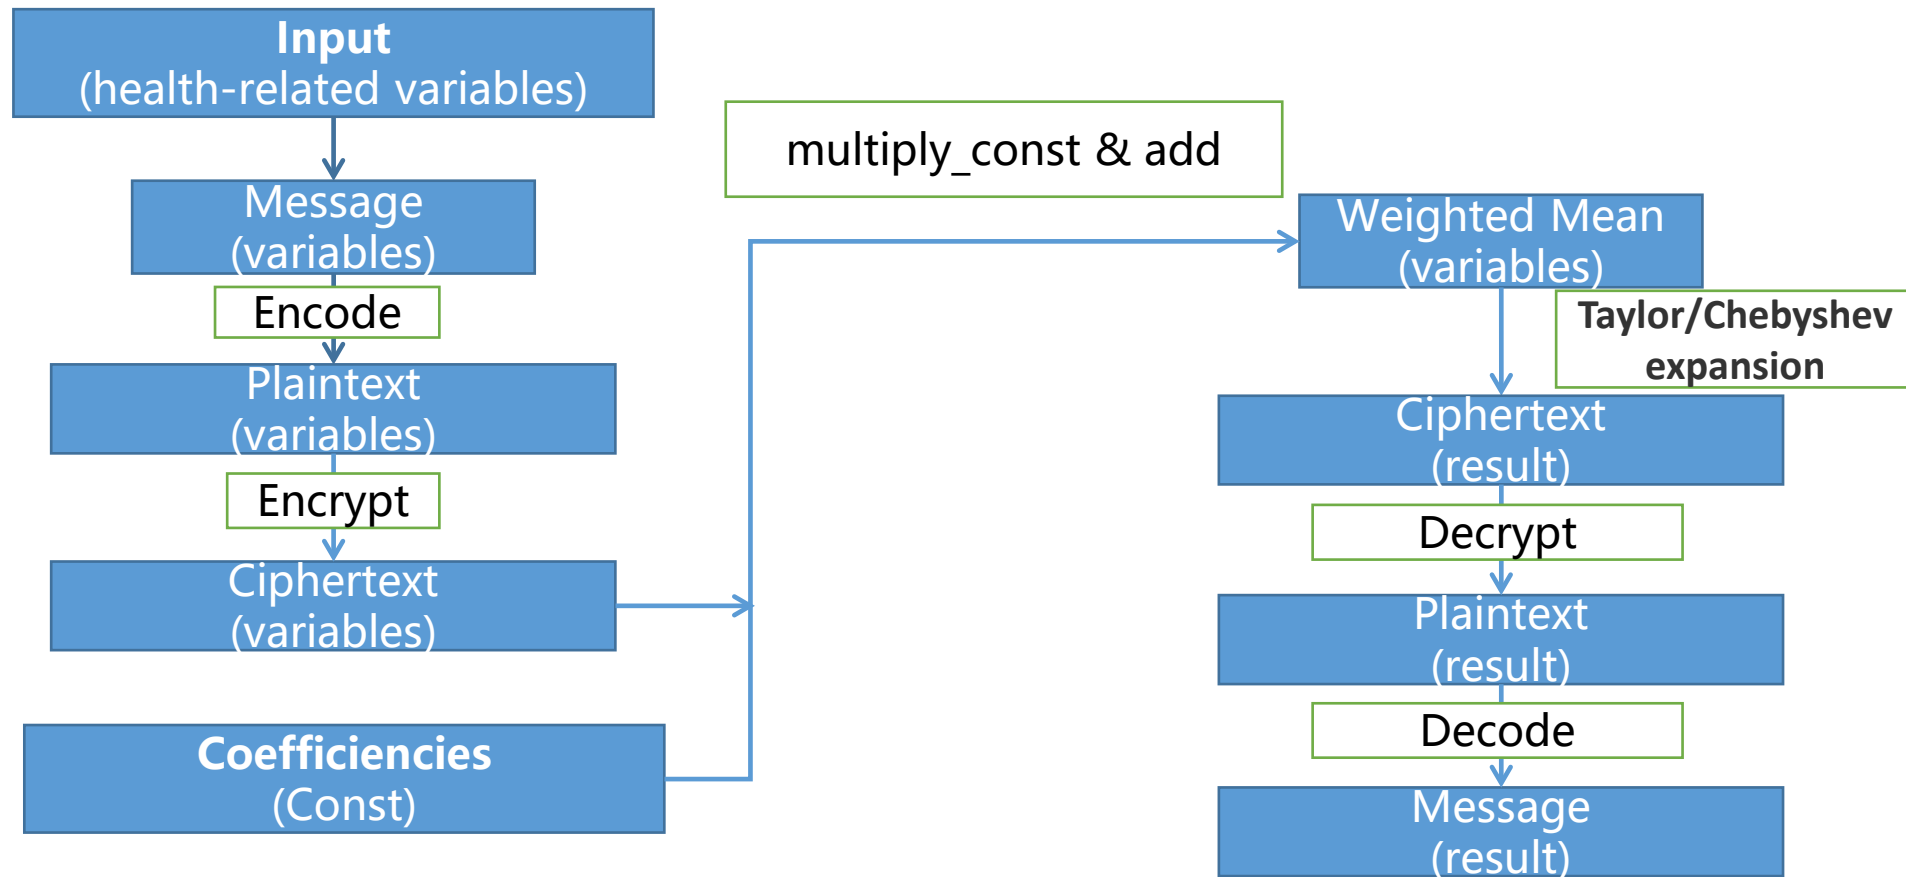 Input
(health-related variables)
Message
(variables)
Encode
Plaintext
(variables)
Encrypt
Ciphertext
(variables)
Coefficiencies
(Const)
multiply_const & add
Weighted Mean
(variables)
Taylor/Chebyshev
expansion
Ciphertext
(result)
Decrypt
Plaintext
(result)
Decode
Message
(result)